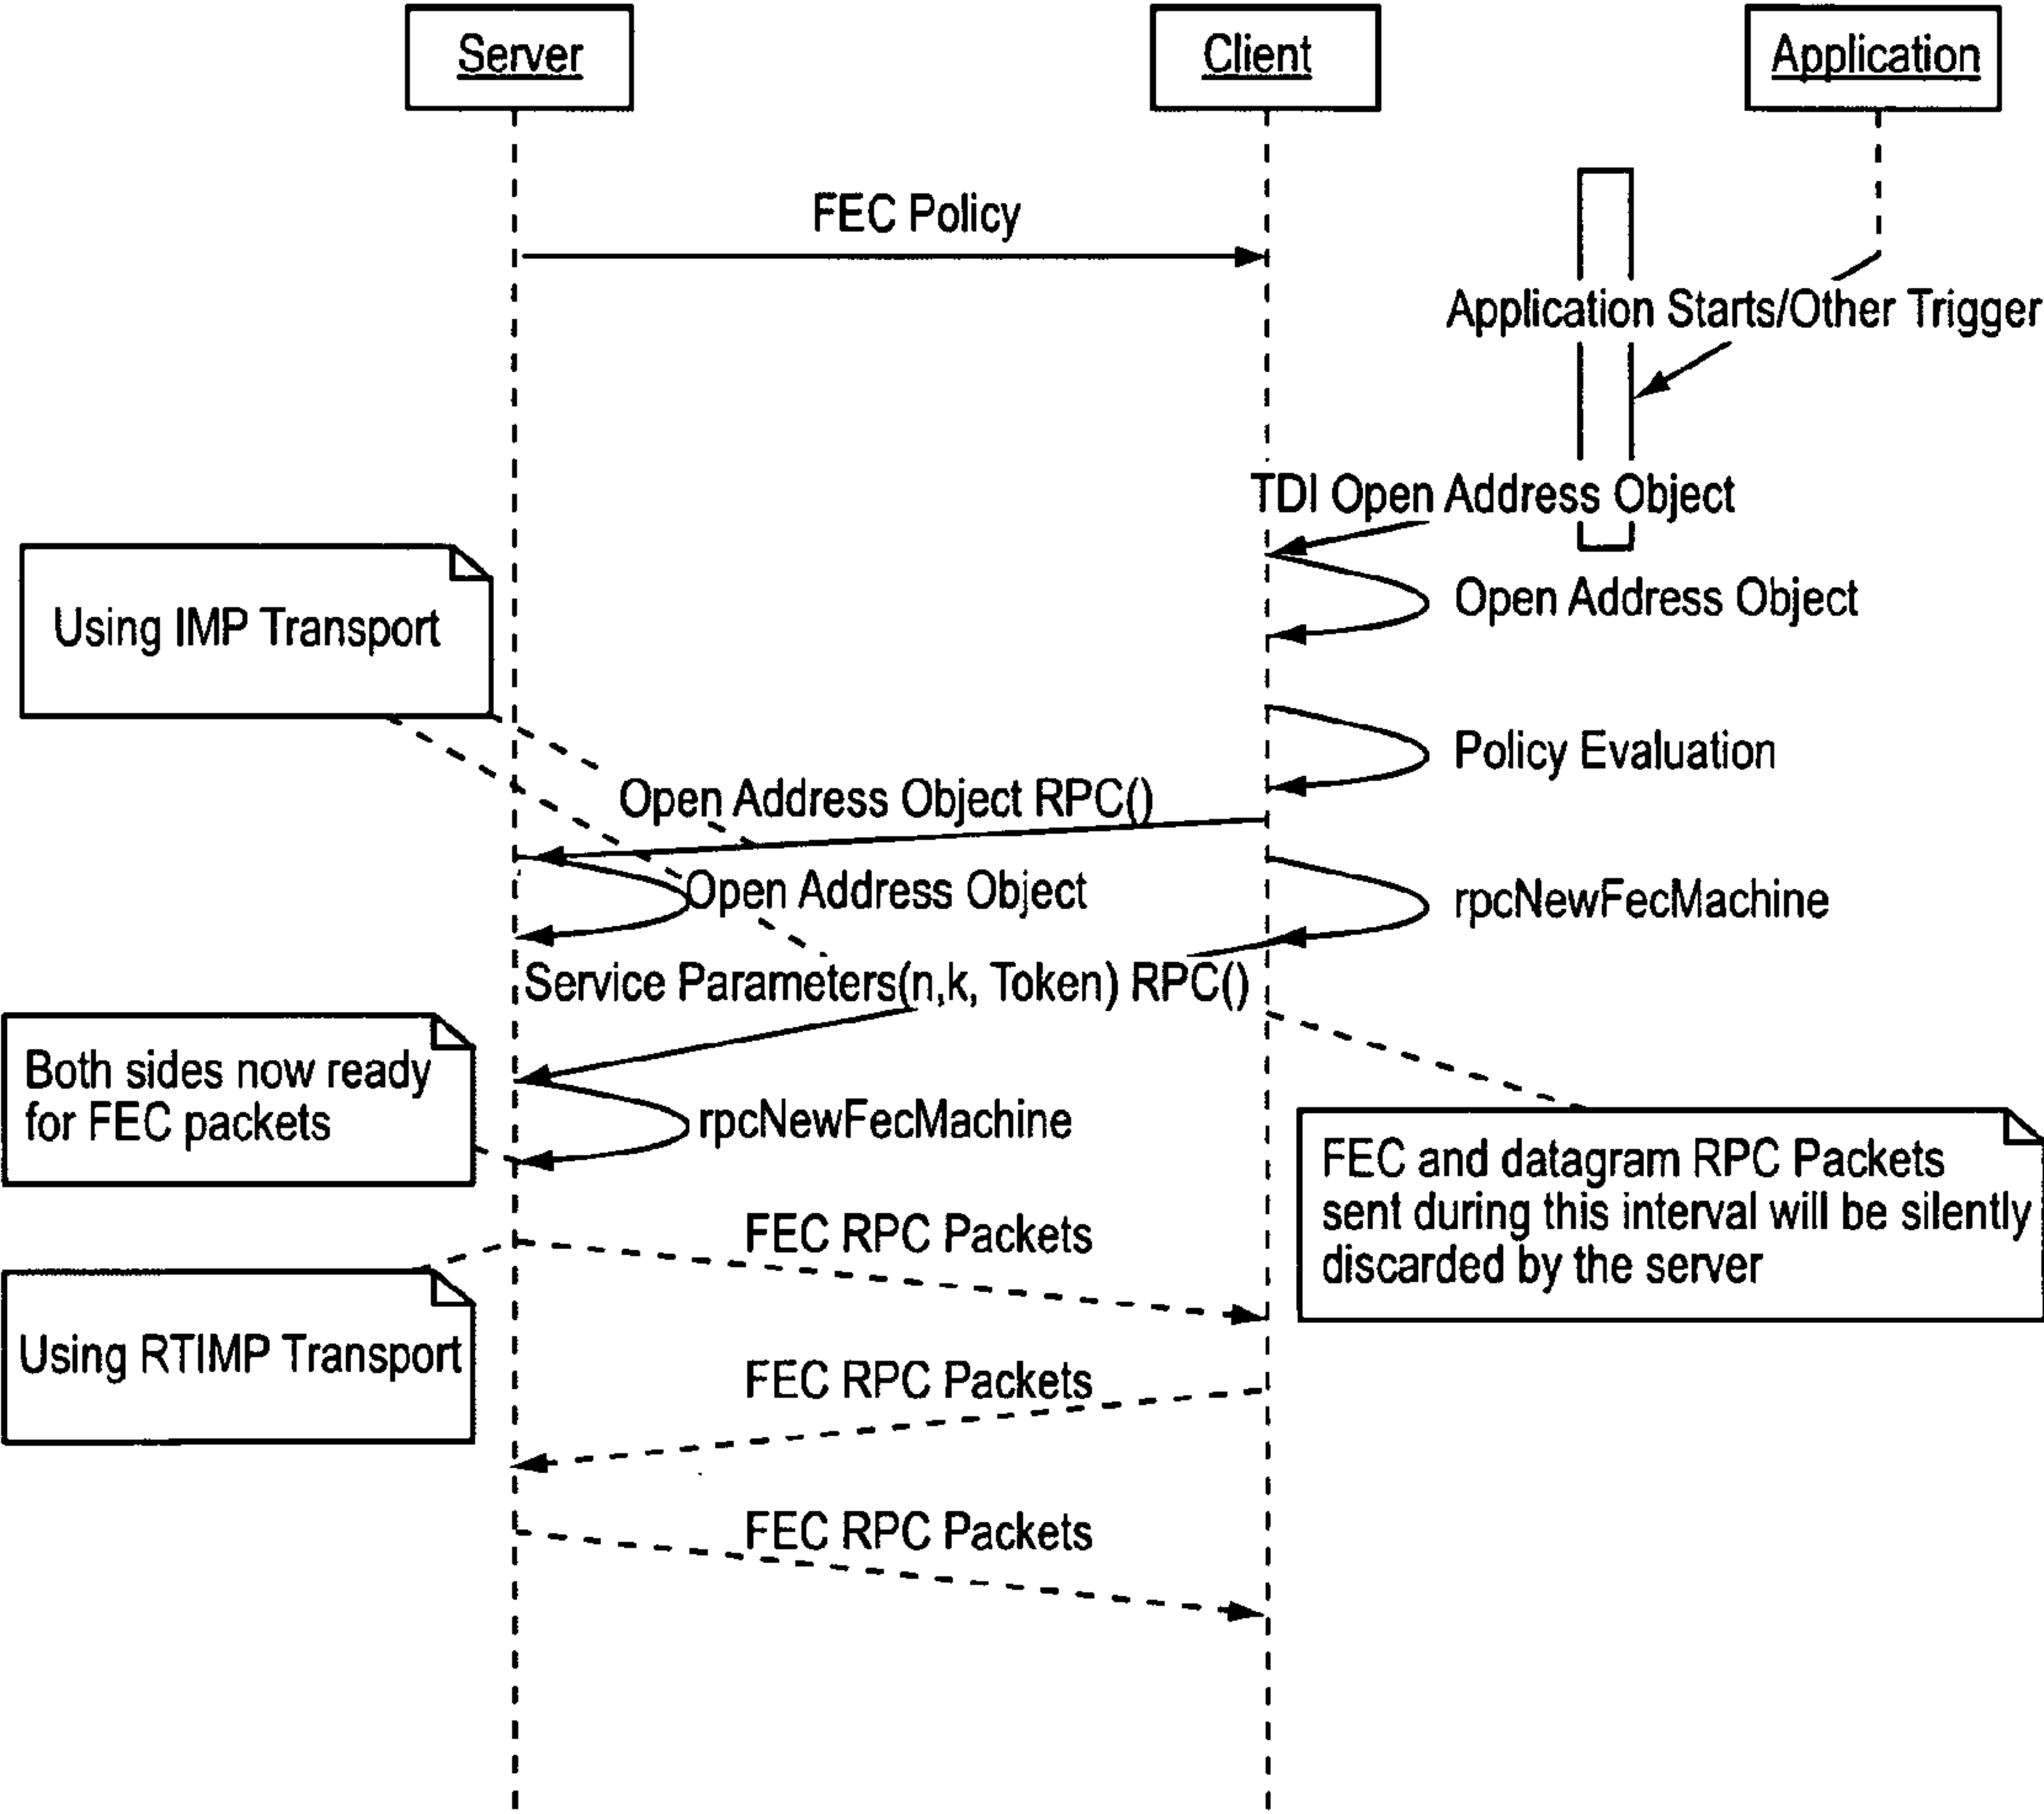 Server
Client
Application
FEC Policy
Application Starts/Other Trigger
TDI Open Address Object
Open Address Object
Using IMP Transport
Policy Evaluation
Open Address Object RPC()
Open Address Object
rpcNewFecMachine
Service Parameters(n,k, Token) RPC()
Both sides now ready
for FEC packets
rpcNewFecMachine
FEC and datagram RPC Packets
sent during this interval will be silently
discarded by the server
FEC RPC Packets
Using RTIMP Transport
FEC RPC Packets
FEC RPC Packets